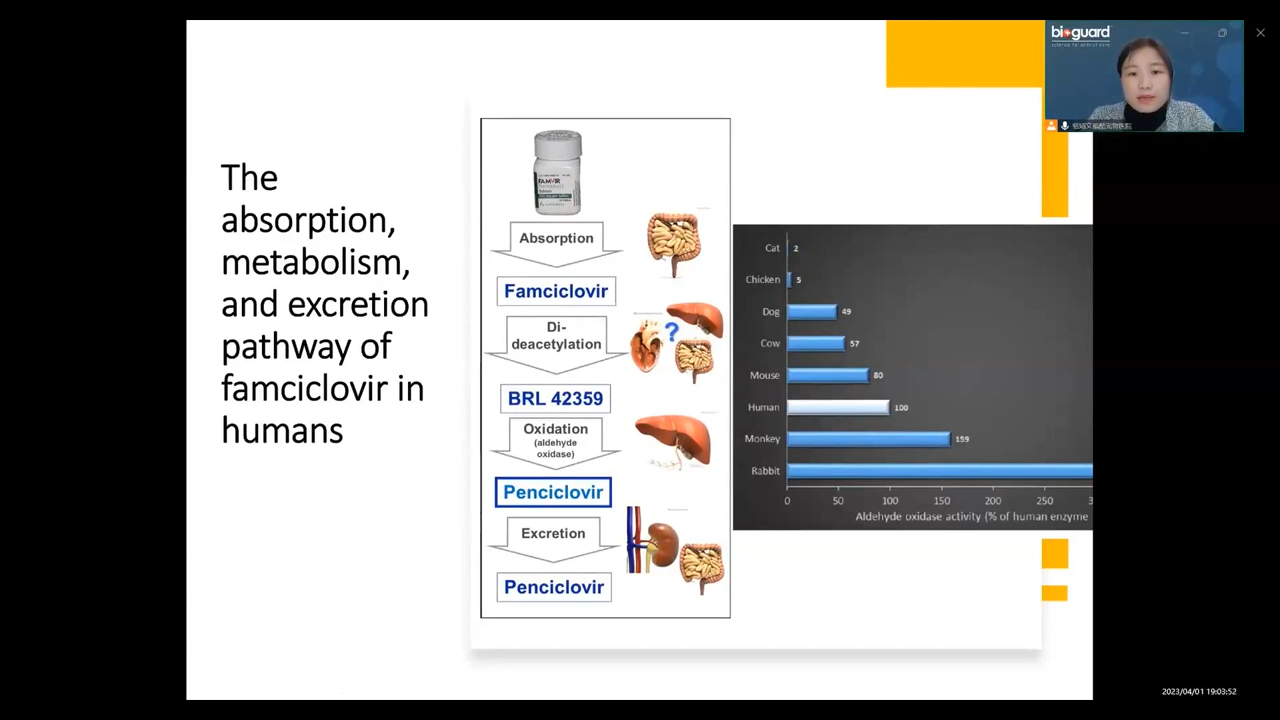 The
absorption,
metabolism,
and excretion
pathway of
famciclovir in
humans
FAMVIR
Absorption
Famciclovir
Di-
deacetylation
?
BRL 42359
Oxidation
(aldehyde
oxidase)
Penciclovir
Excretion
Penciclovir
Cat 2
Chicken 5
Dog 49
Cow 57
Mouse 80
Human 100
Monkey 159
Rabbit
0 50 100 150 200 250 3
Aldehyde oxidase activity (% of human enzyme
bioguard
2023/04/01 19:03:52